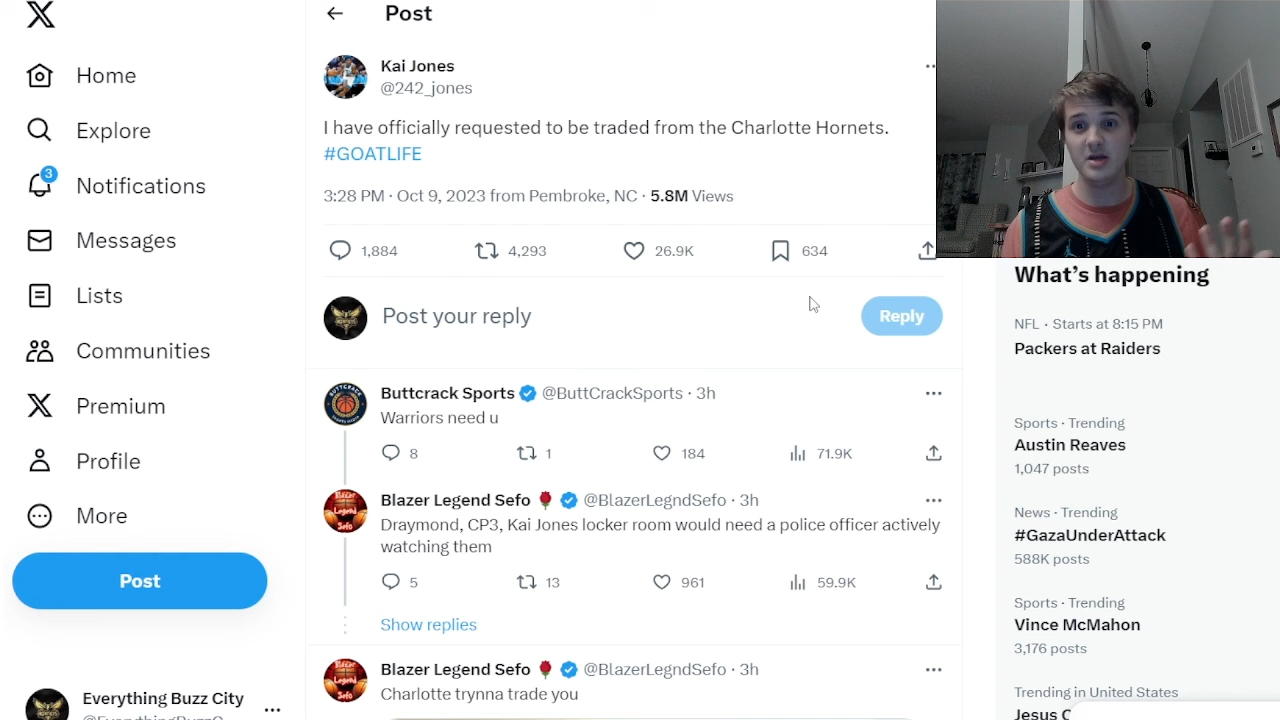 Home
Explore
3
Notifications
Messages
Lists
Communities
Premium
Profile
More
Post
Everything Buzz City
Post
Kai Jones
@242_jones
I have officially requested to be traded from the Charlotte Hornets.
#GOATLIFE
3:28 PM · Oct 9, 2023 from Pembroke, NC · 5.8M Views
1,884 4,293 26.9K 634
Post your reply
Reply
Buttcrack Sports @ButtCrackSports · 3h
Warriors need u
8 1 184 71.9K
Blazer Legend Sefo @BlazerLegndSefo · 3h
Draymond, CP3, Kai Jones locker room would need a police officer actively
watching them
5 13 961 59.9K
Show replies
Blazer Legend Sefo @BlazerLegndSefo · 3h
Charlotte trynna trade you
What's happening
NFL · Starts at 8:15 PM
Packers at Raiders
Sports · Trending
Austin Reaves
1,047 posts
News · Trending
#GazaUnderAttack
588K posts
Sports · Trending
Vince McMahon
3,176 posts
Trending in United States
Jesus